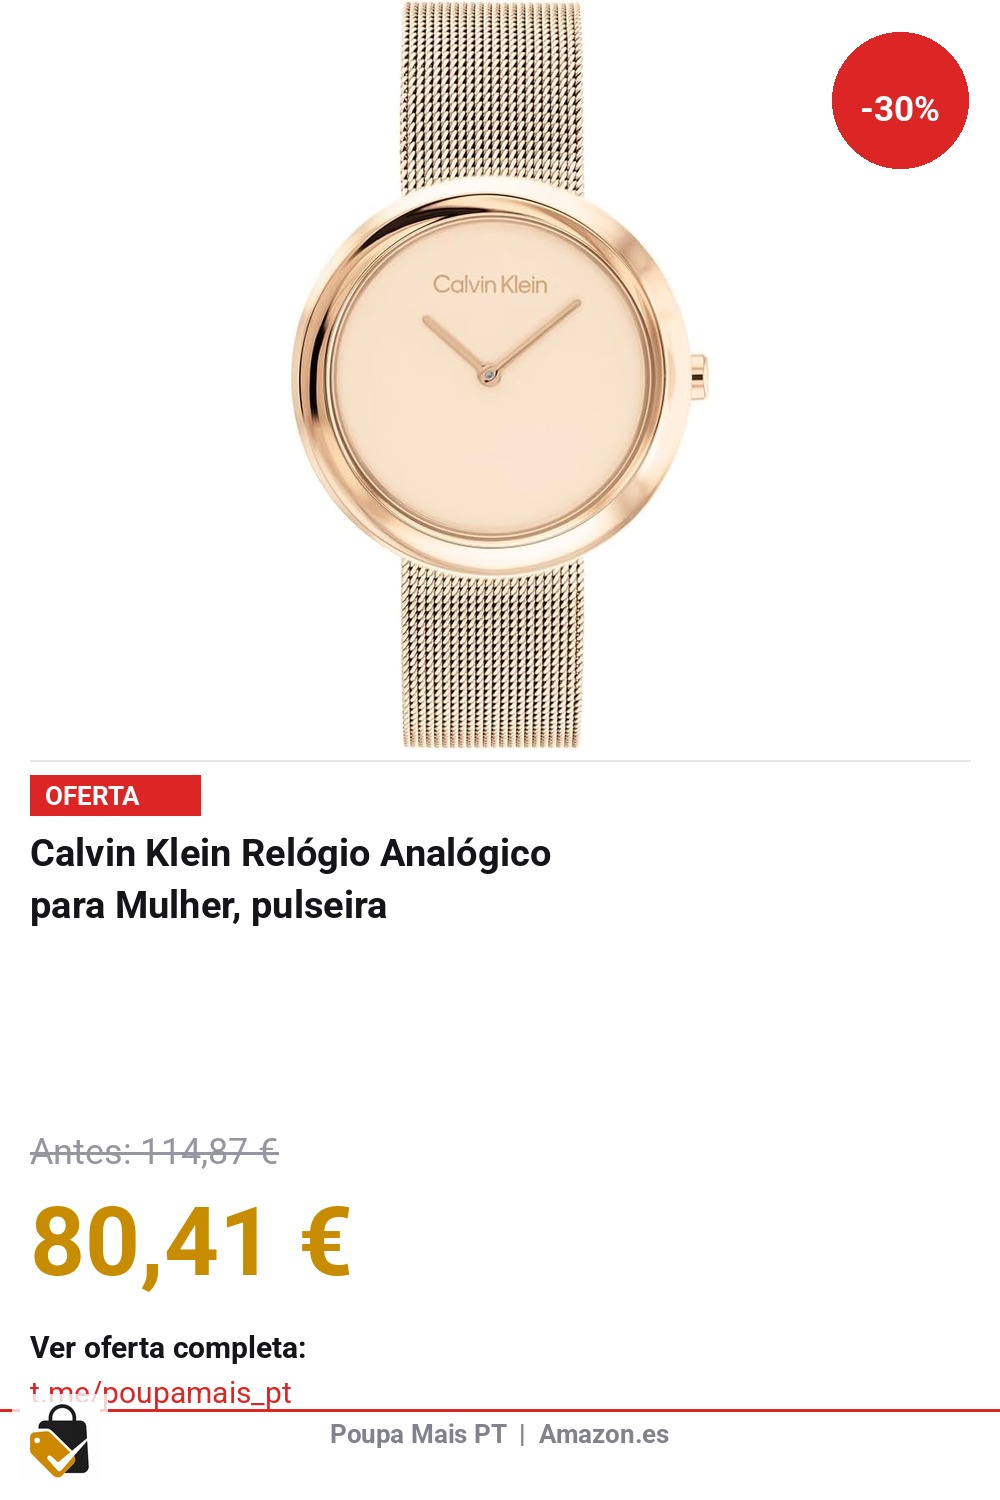 -30%
Calvin Klein
OFERTA
Calvin Klein Relógio Analógico
para Mulher, pulseira
Antes: 114,87 €
80,41 €
Ver oferta completa:
t.me/poupamais_pt
Poupa Mais PT | Amazon.es